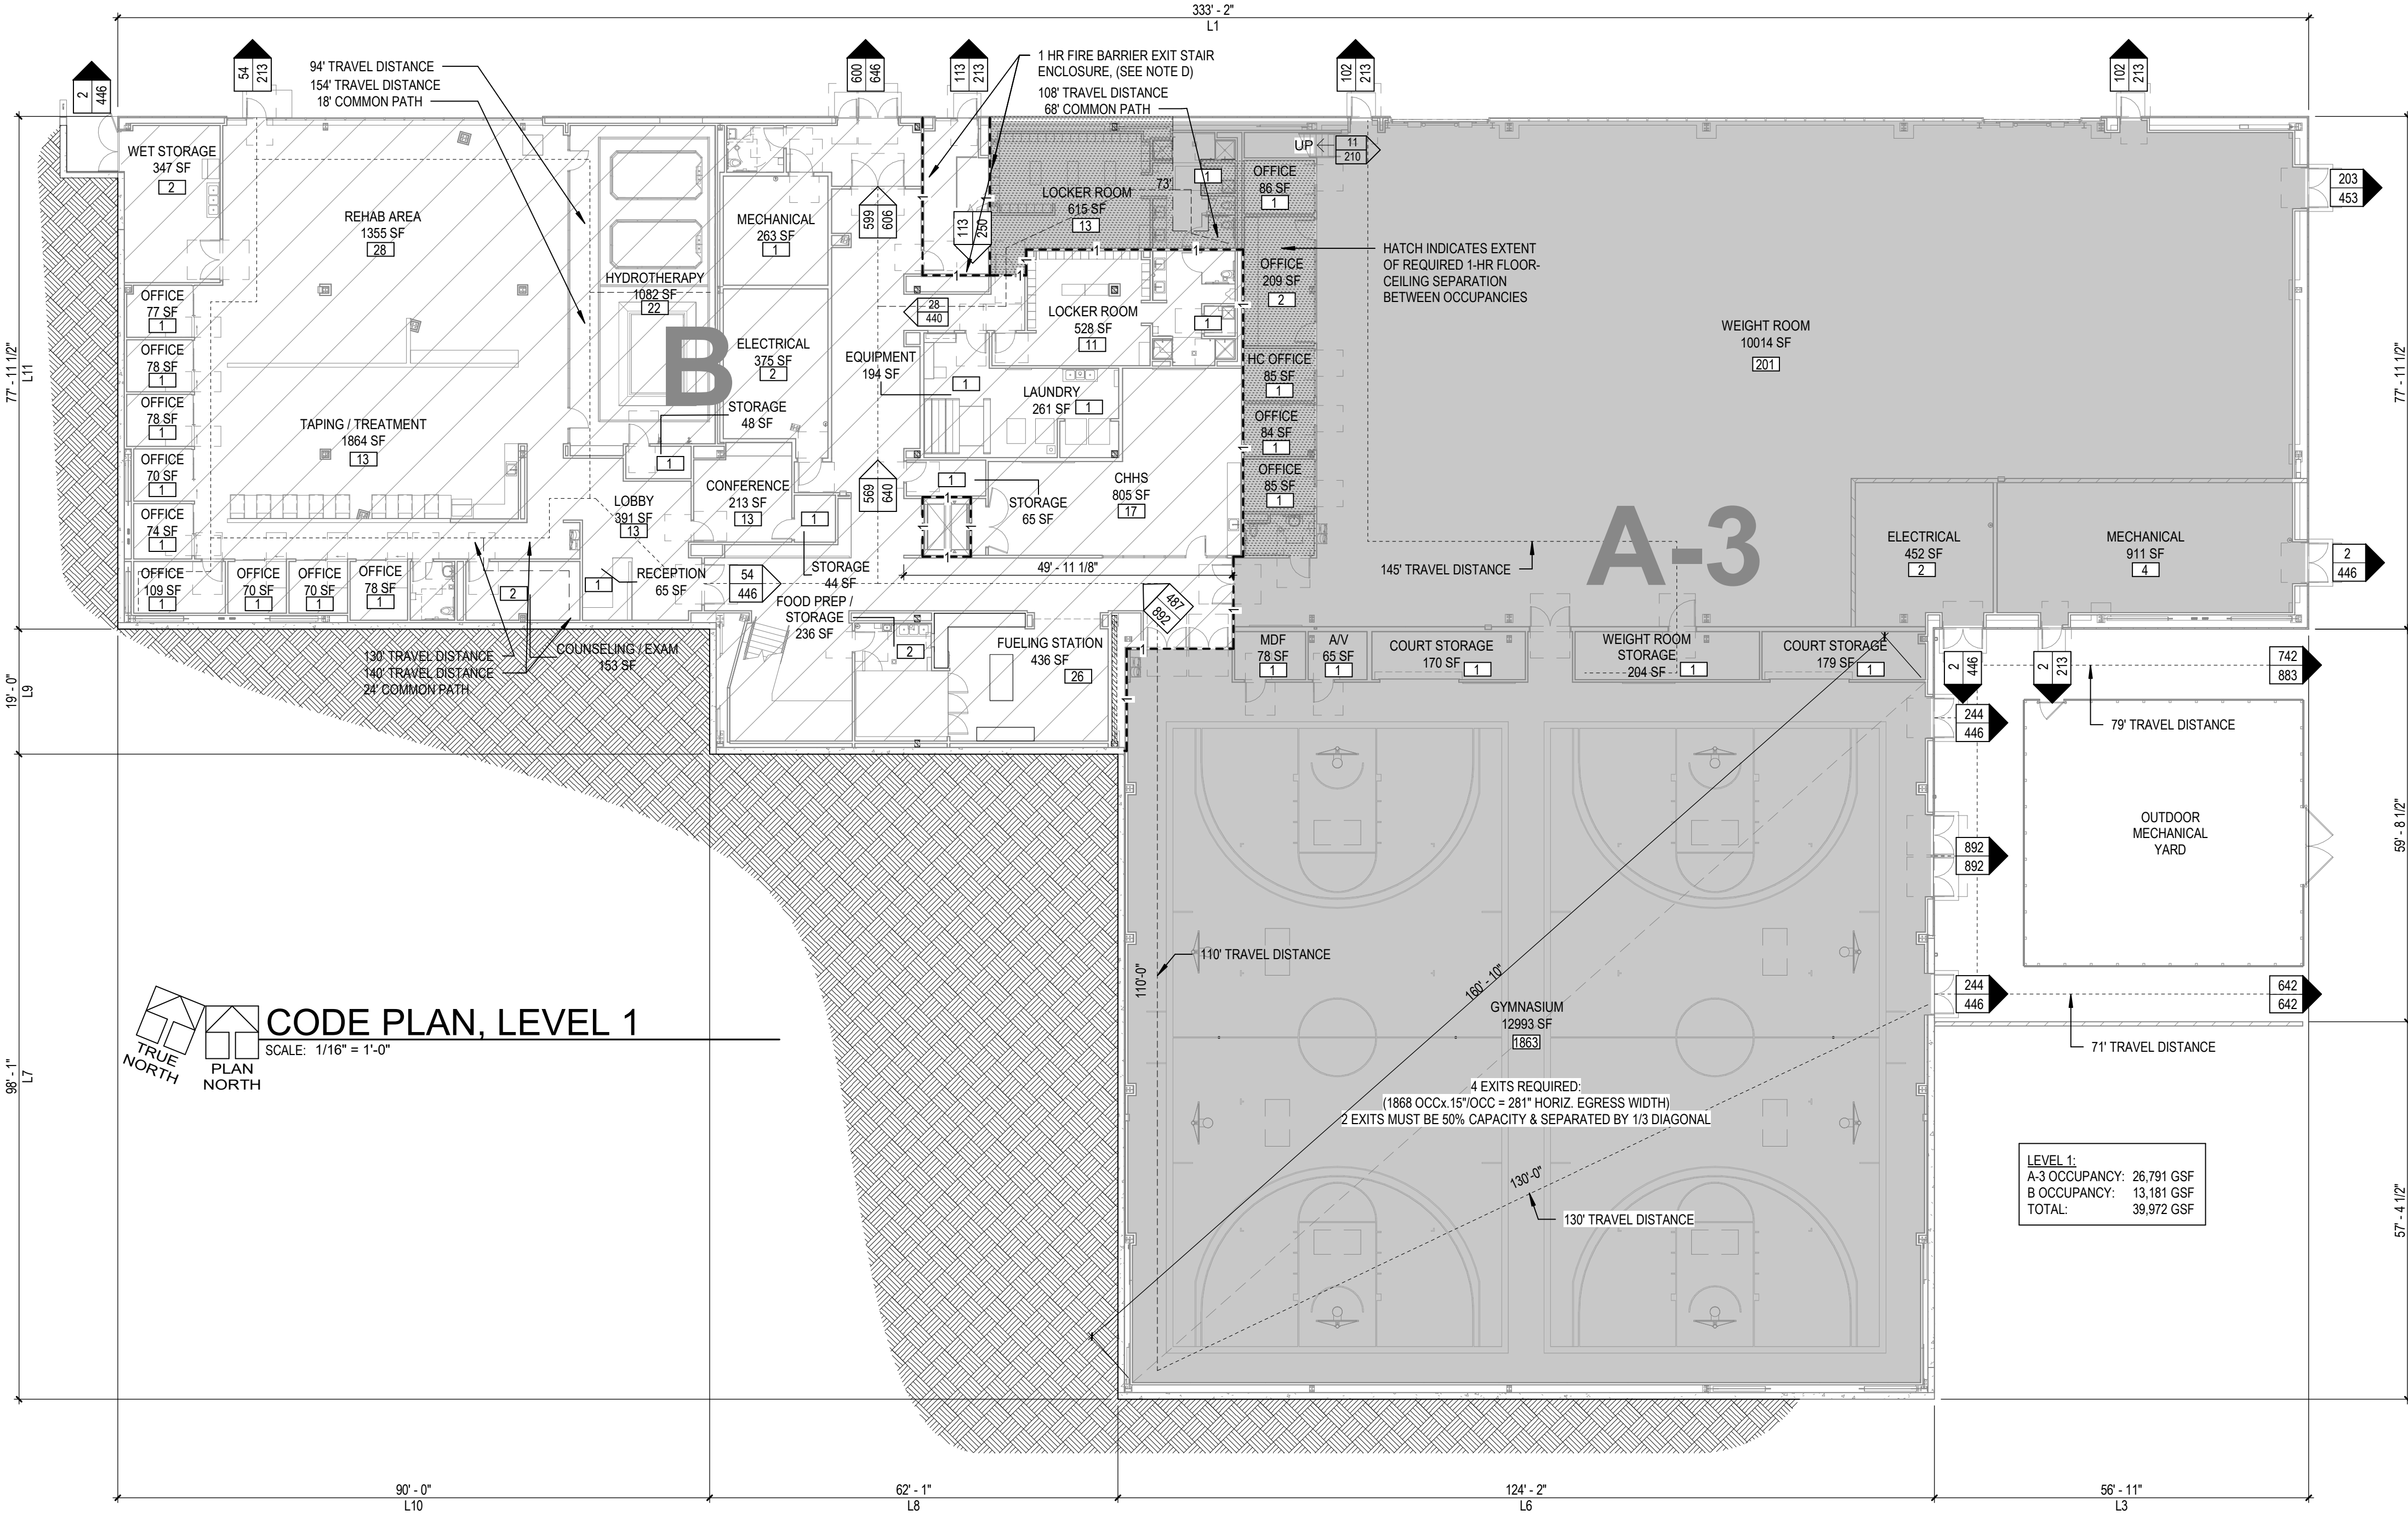 333' - 2"
L1
2
446
54
213
600
646
113
213
102
213
102
213
94' TRAVEL DISTANCE
154' TRAVEL DISTANCE
18' COMMON PATH
1 HR FIRE BARRIER EXIT STAIR
ENCLOSURE, (SEE NOTE D)
108' TRAVEL DISTANCE
68' COMMON PATH
WET STORAGE
347 SF
2
REHAB AREA
1355 SF
28
HYDROTHERAPY
1082 SF
22
MECHANICAL
263 SF
1
599
606
113
250
LOCKER ROOM
615 SF
13
73'
1
UP
11
210
OFFICE
86 SF
1
OFFICE
209 SF
2
HATCH INDICATES EXTENT
OF REQUIRED 1-HR FLOOR-
CEILING SEPARATION
BETWEEN OCCUPANCIES
203
453
WEIGHT ROOM
10014 SF
201
OFFICE
77 SF
1
OFFICE
78 SF
1
OFFICE
78 SF
1
OFFICE
70 SF
1
OFFICE
74 SF
1
OFFICE
109 SF
1
OFFICE
70 SF
1
OFFICE
70 SF
1
OFFICE
78 SF
1
TAPING / TREATMENT
1864 SF
13
B
ELECTRICAL
375 SF
2
STORAGE
48 SF
1
EQUIPMENT
194 SF
1
28
440
LOCKER ROOM
528 SF
11
1
LAUNDRY
261 SF
1
HC OFFICE
85 SF
1
OFFICE
84 SF
1
OFFICE
85 SF
1
LOBBY
391 SF
13
CONFERENCE
213 SF
13
1
569
640
1
STORAGE
65 SF
CHHS
805 SF
17
A-3
ELECTRICAL
452 SF
2
MECHANICAL
911 SF
4
2
446
145' TRAVEL DISTANCE
2
1
RECEPTION
65 SF
54
446
STORAGE
44 SF
49' - 11 1/8"
487
892
FOOD PREP /
STORAGE
236 SF
2
FUELING STATION
436 SF
26
COUNSELING / EXAM
153 SF
130' TRAVEL DISTANCE
140' TRAVEL DISTANCE
24' COMMON PATH
MDF
78 SF
1
A/V
65 SF
1
COURT STORAGE
170 SF
1
WEIGHT ROOM
STORAGE
204 SF
1
COURT STORAGE
179 SF
1
2
446
2
213
742
883
244
446
79' TRAVEL DISTANCE
892
892
OUTDOOR
MECHANICAL
YARD
244
446
642
642
71' TRAVEL DISTANCE
110' TRAVEL DISTANCE
110'-0"
160' - 10"
GYMNASIUM
12993 SF
1863
4 EXITS REQUIRED:
(1868 OCCx.15"/OCC = 281" HORIZ. EGRESS WIDTH)
2 EXITS MUST BE 50% CAPACITY & SEPARATED BY 1/3 DIAGONAL
130'-0"
130' TRAVEL DISTANCE
TRUE
NORTH
PLAN
NORTH
CODE PLAN, LEVEL 1
SCALE: 1/16" = 1'-0"
LEVEL 1:
A-3 OCCUPANCY: 26,791 GSF
B OCCUPANCY: 13,181 GSF
TOTAL: 39,972 GSF
77' - 11 1/2"
L11
19' - 0"
L9
98' - 1"
L7
77' - 11 1/2"
59' - 8 1/2"
57' - 4 1/2"
90' - 0"
L10
62' - 1"
L8
124' - 2"
L6
56' - 11"
L3